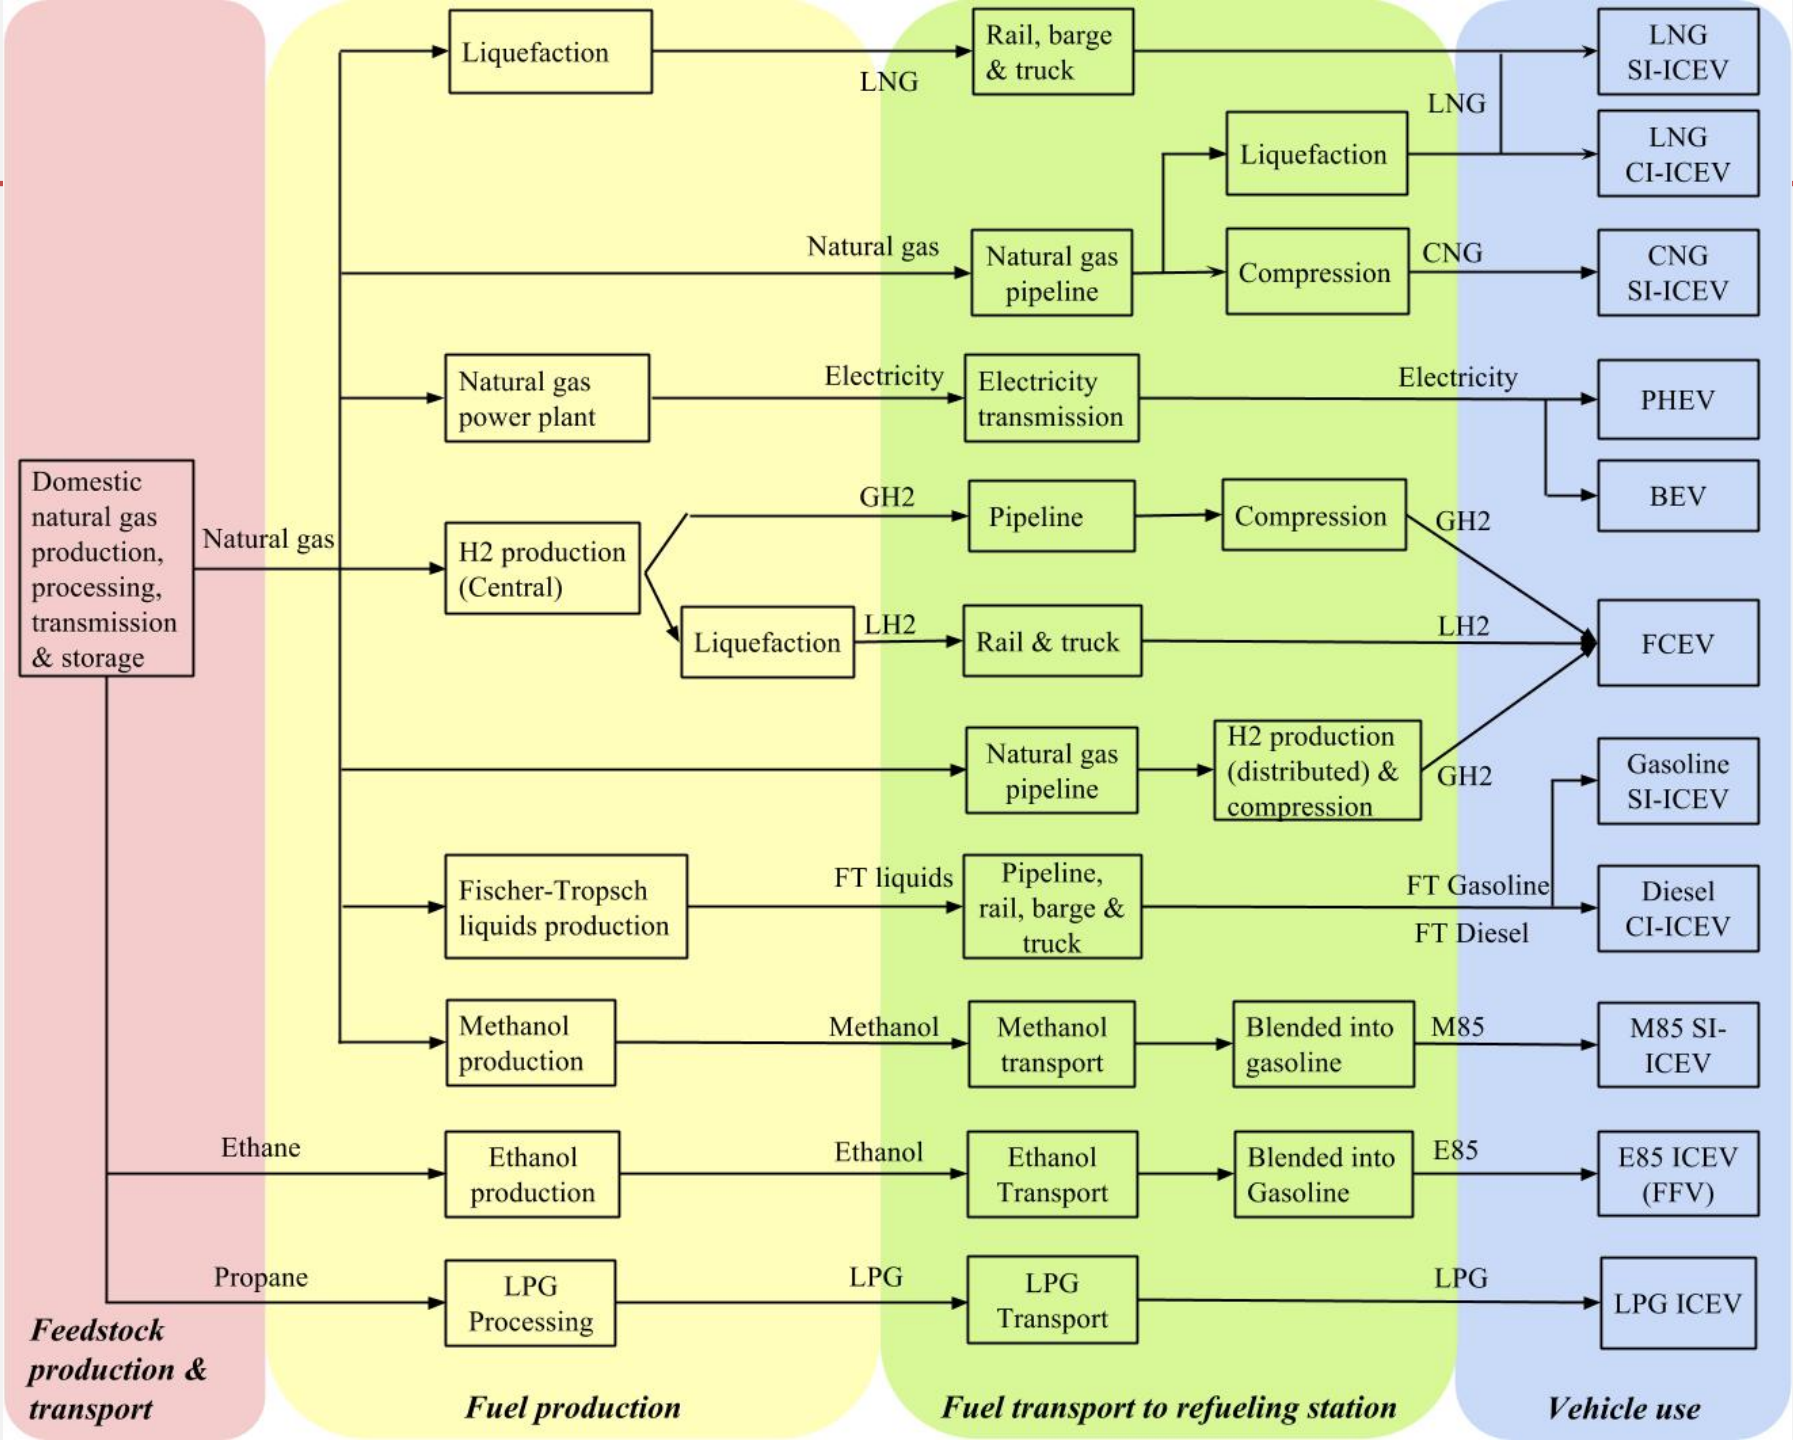 Liquefaction
LNG
Rail, barge
& truck
LNG
SI-ICEV
LNG
Liquefaction
LNG
CI-ICEV
Natural gas
Natural gas
pipeline
Compression
CNG
CNG
SI-ICEV
Natural gas
power plant
Electricity
Electricity
transmission
Electricity
PHEV
BEV
Domestic
natural gas
production,
processing,
transmission
& storage
Natural gas
H2 production
(Central)
GH2
Pipeline
Compression
GH2
Liquefaction
LH2
Rail & truck
LH2
FCEV
Natural gas
pipeline
H2 production
(distributed) &
compression
GH2
Gasoline
SI-ICEV
Fischer-Tropsch
liquids production
FT liquids
Pipeline,
rail, barge &
truck
FT Gasoline
FT Diesel
Diesel
CI-ICEV
Methanol
production
Methanol
Methanol
transport
Blended into
gasoline
M85
M85 SI-
ICEV
Ethane
Ethanol
production
Ethanol
Ethanol
Transport
Blended into
Gasoline
E85
E85 ICEV
(FFV)
Propane
LPG
Processing
LPG
LPG
Transport
LPG
LPG ICEV
Feedstock
production &
transport
Fuel production
Fuel transport to refueling station
Vehicle use